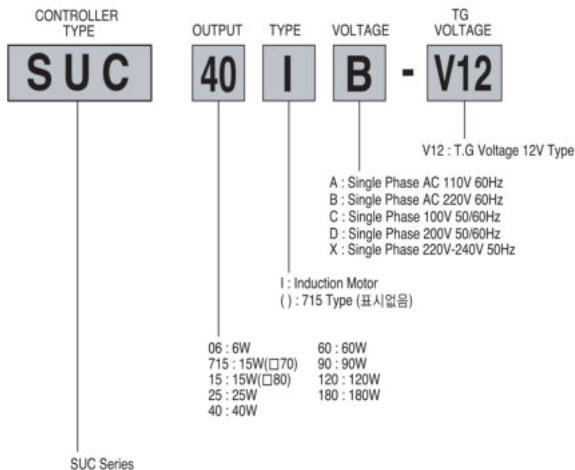 CONTROLLER
TYPE
OUTPUT
TYPE
VOLTAGE
TG
VOLTAGE
SUC
40
I
B
-
V12
V12 : T.G Voltage 12V Type
A : Single Phase AC 110V 60Hz
B : Single Phase AC 220V 60Hz
C : Single Phase 100V 50/60Hz
D : Single Phase 200V 50/60Hz
X : Single Phase 220V-240V 50Hz
I : Induction Motor
( ) : 715 Type (표시없음)
06 : 6W
715 : 15W(□70)
15 : 15W(□80)
25 : 25W
40 : 40W
60 : 60W
90 : 90W
120 : 120W
180 : 180W
SUC Series